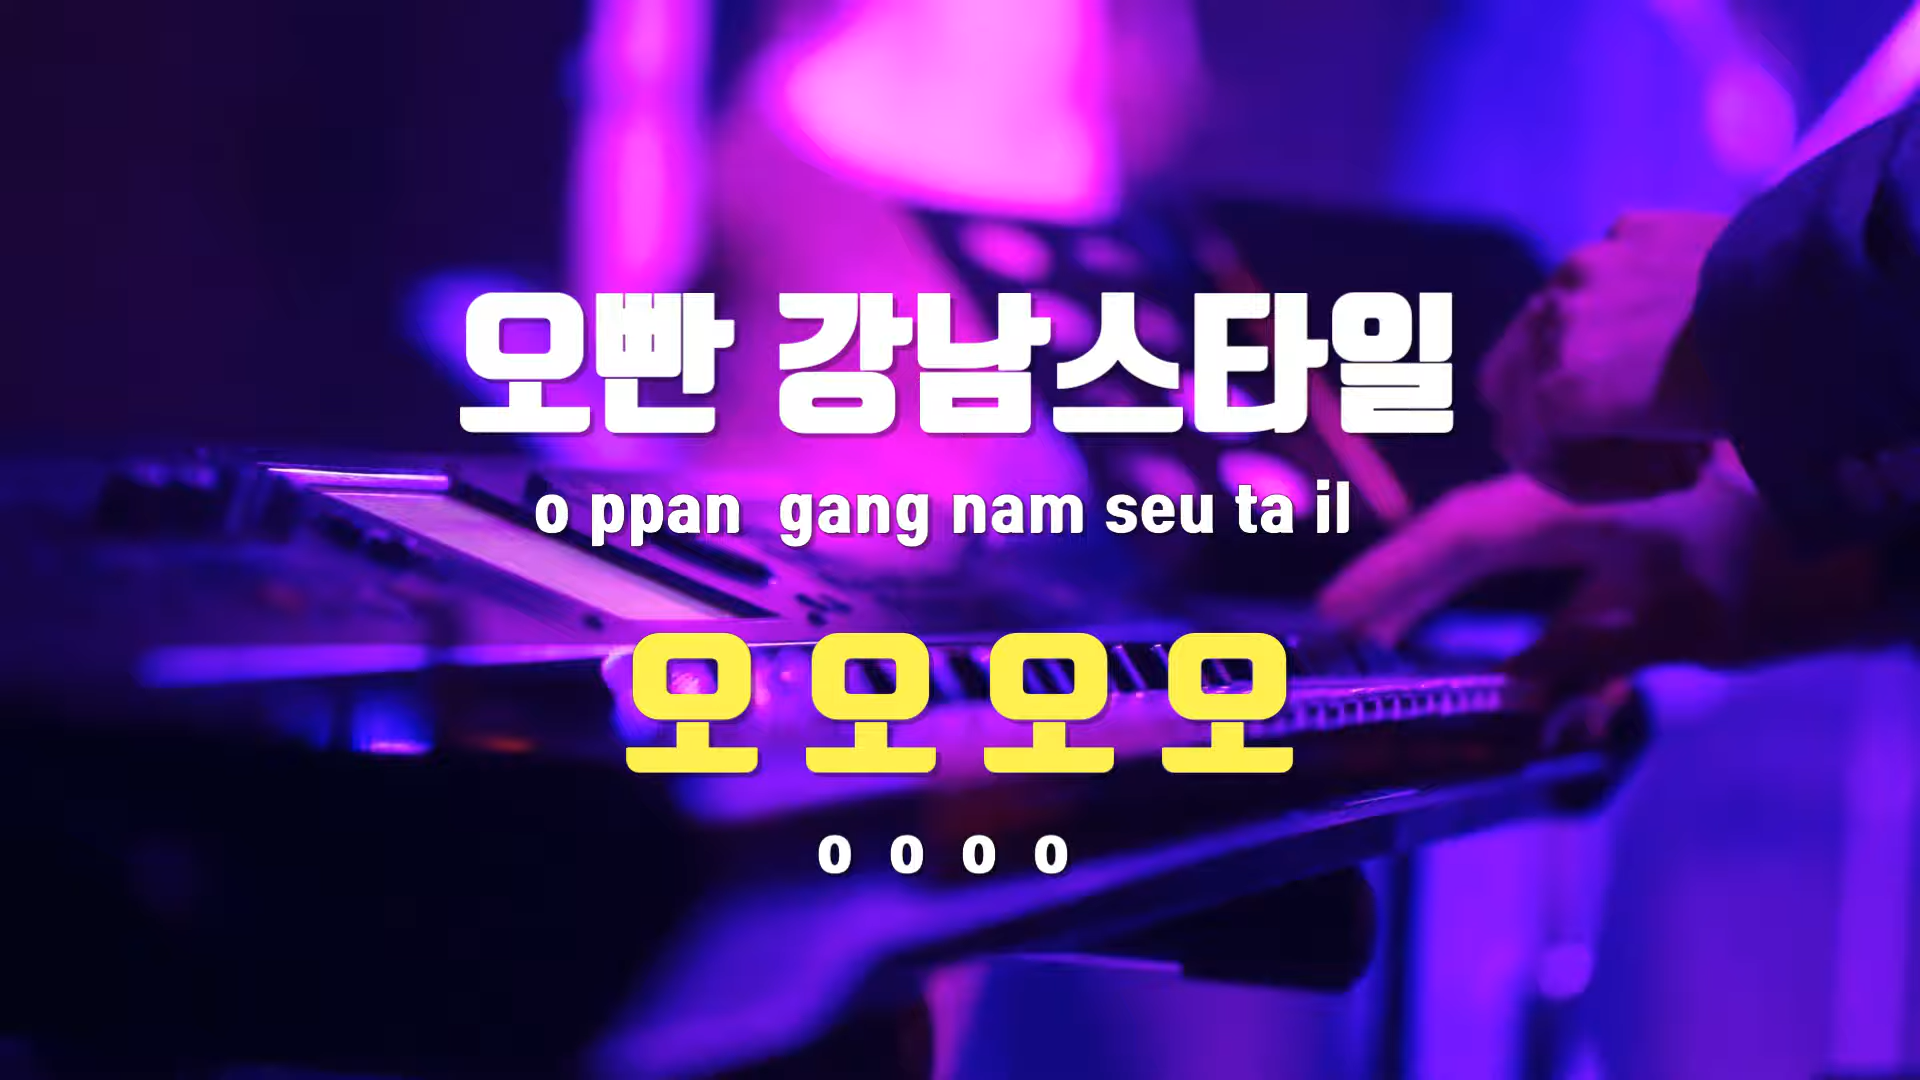 오빤 강남스타일
o ppan gang nam seu ta il
오 오 오 오
o o o o